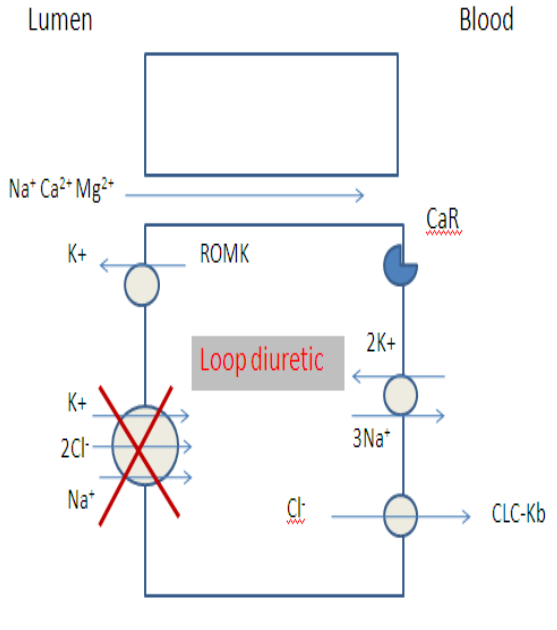 Lumen
Blood
Na⁺ Ca²⁺ Mg²⁺
CaR
K+
ROMK
2K+
Loop diuretic
K+
2Cl⁻
3Na⁺
Na⁺
Cl⁻
CLC-Kb